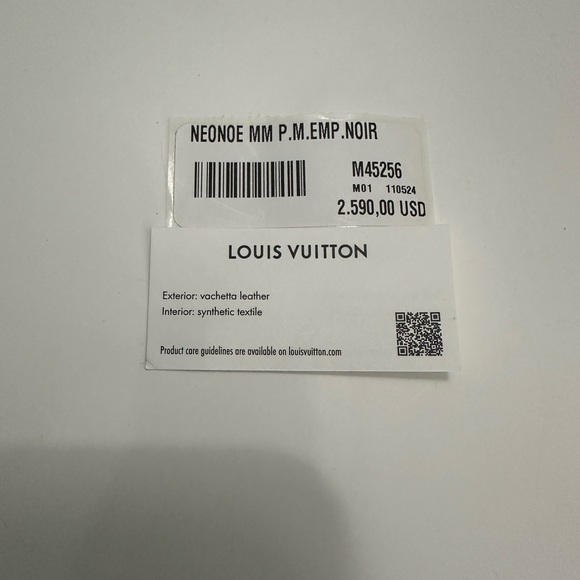 NEONOE MM P.M.EMP.NOIR
M45256
M01 110524
2.590,00 USD
LOUIS VUITTON
Exterior: vachetta leather
Interior: synthetic textile
Product care guidelines are available on louisvuitton.com